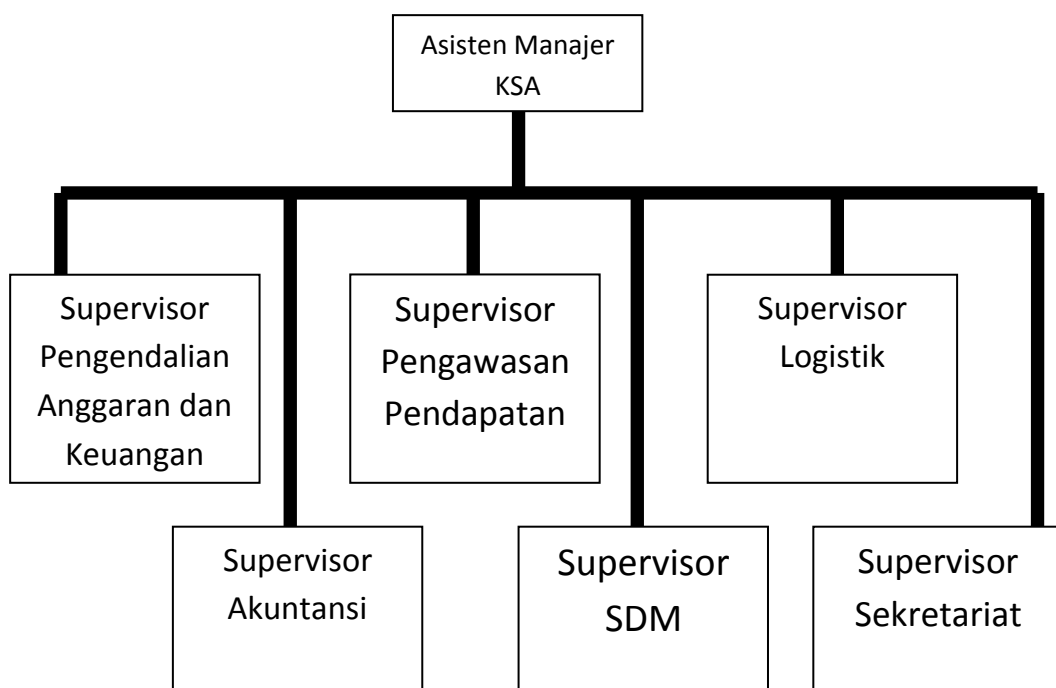 Asisten Manajer
KSA
Supervisor
Pengendalian
Anggaran dan
Keuangan
Supervisor
Pengawasan
Pendapatan
Supervisor
Logistik
Supervisor
Akuntansi
Supervisor
SDM
Supervisor
Sekretariat